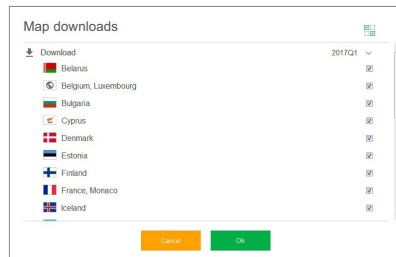 Map downloads
Download 2017Q1
Belarus
Belgium, Luxembourg
Bulgaria
Cyprus
Denmark
Estonia
Finland
France, Monaco
Iceland
Cancel Ok